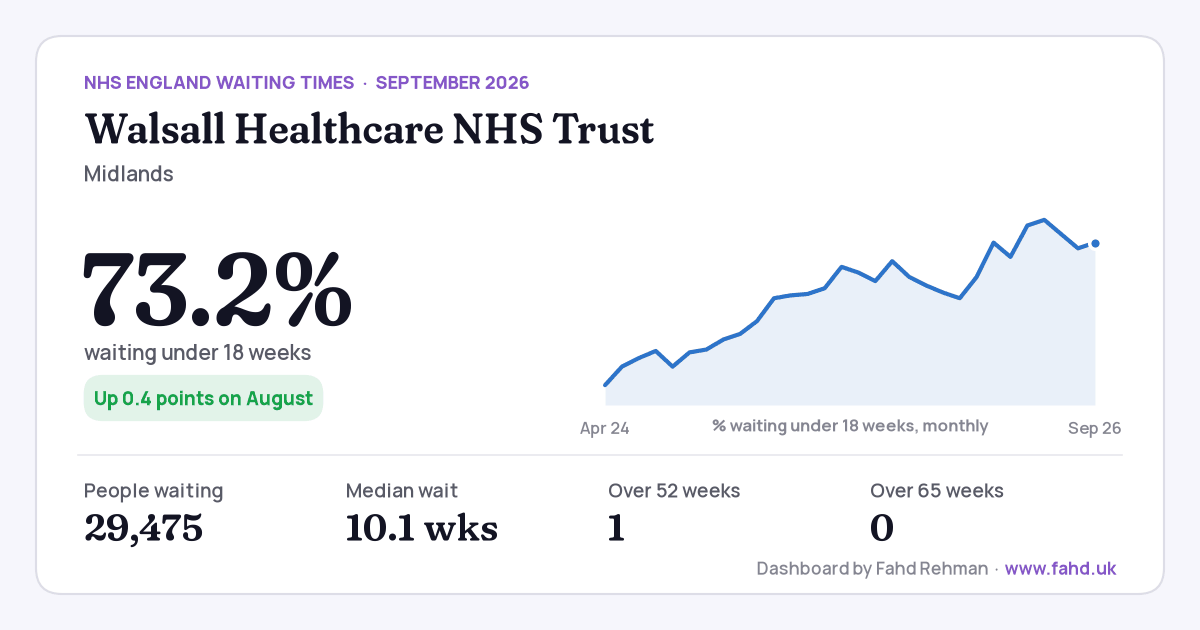 NHS ENGLAND WAITING TIMES · SEPTEMBER 2026
Walsall Healthcare NHS Trust
Midlands
73.2%
waiting under 18 weeks
Up 0.4 points on August
Apr 24
% waiting under 18 weeks, monthly
Sep 26
People waiting
29,475
Median wait
10.1 wks
Over 52 weeks
1
Over 65 weeks
0
Dashboard by Fahd Rehman · www.fahd.uk